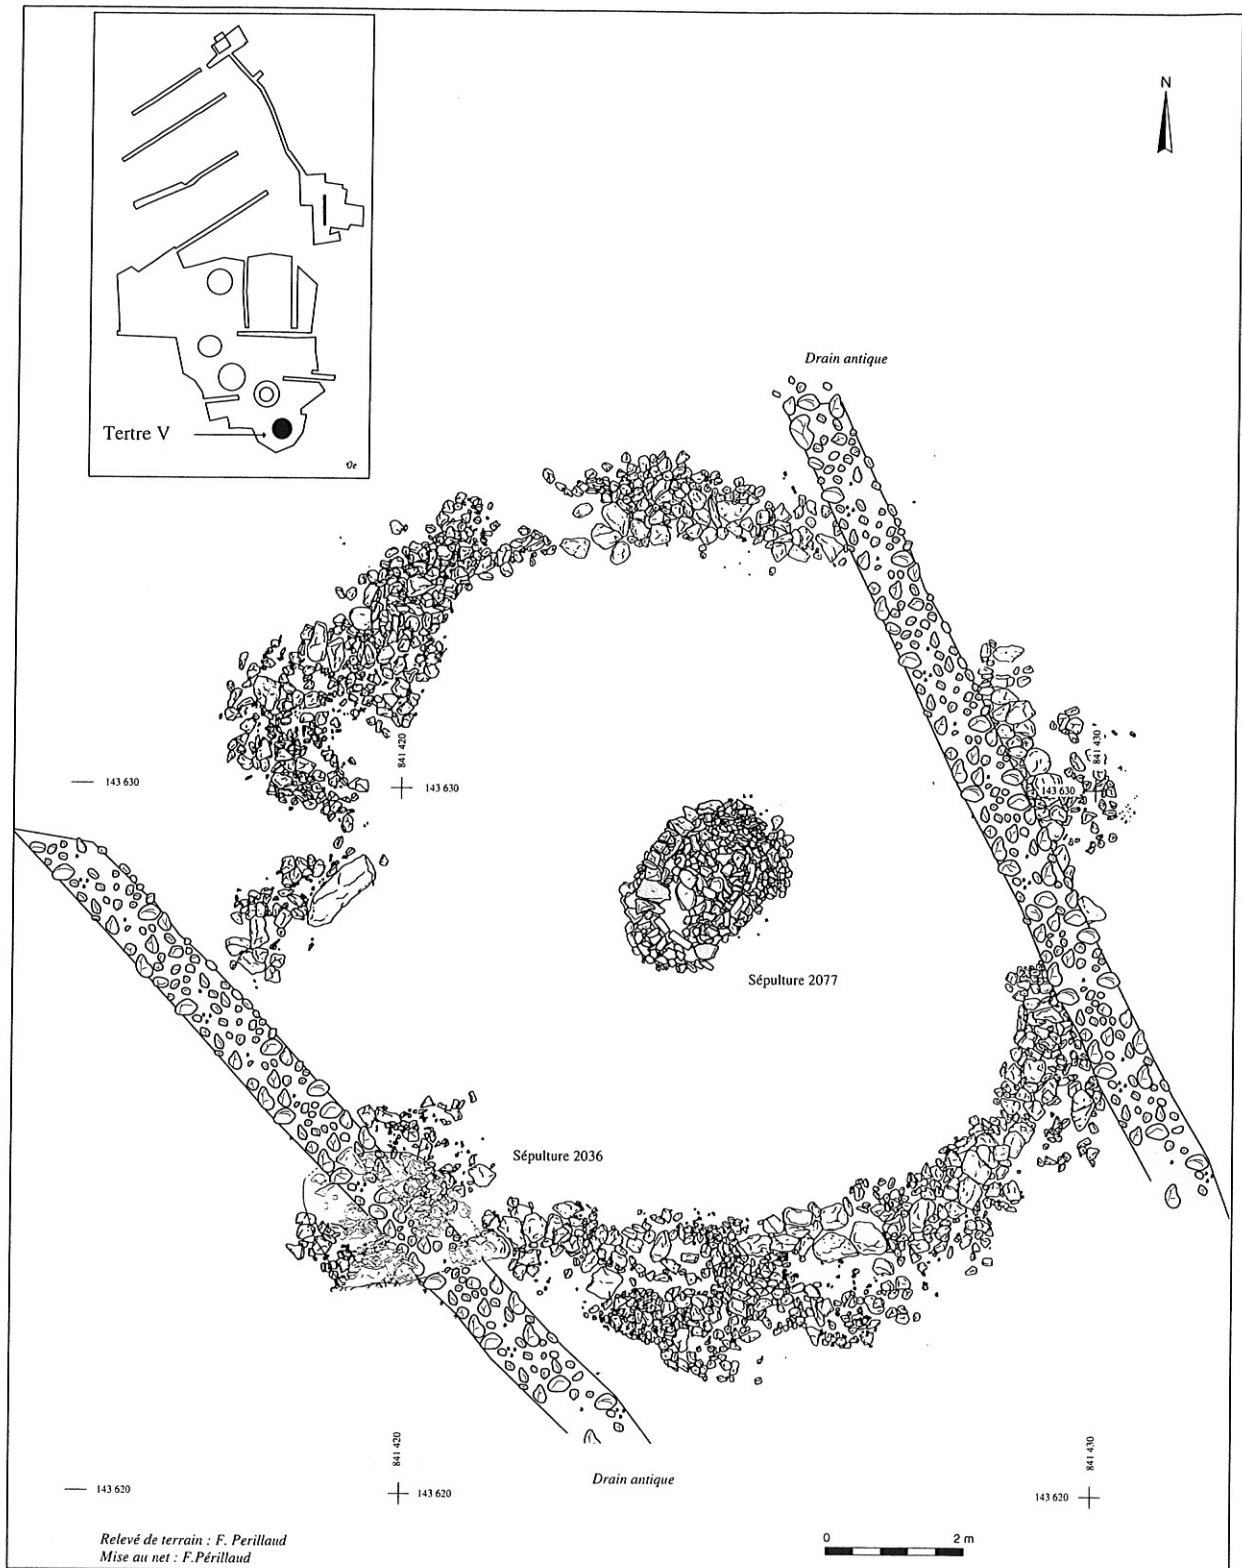 N
Drain antique
Tertre V
841 420
841 430
143 630
143 630
143 630
Sépulture 2077
Sépulture 2036
841 420
841 430
Drain antique
143 620
143 620
143 620
Relevé de terrain : F. Perillaud
Mise au net : F.Périllaud
0 2 m